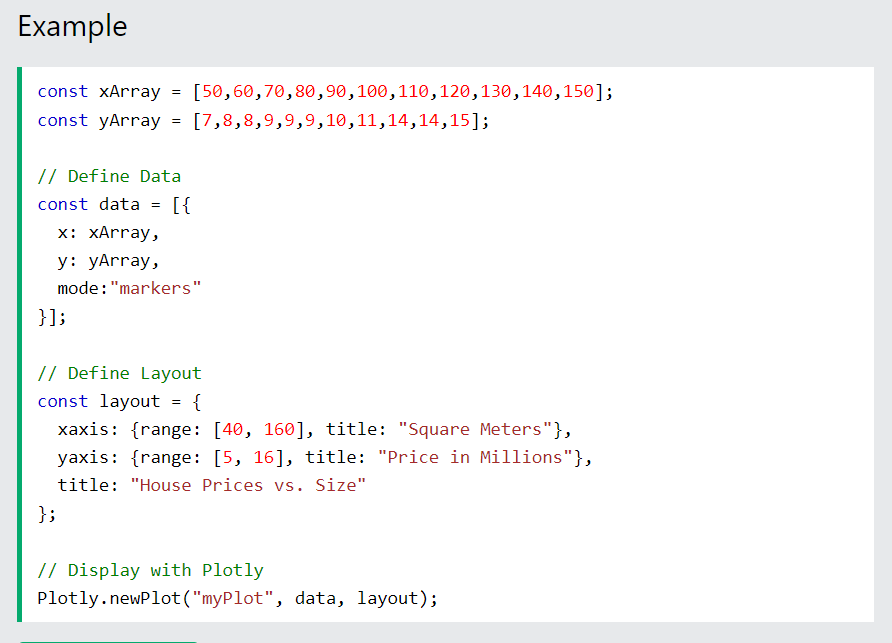 Example
const xArray = [50,60,70,80,90,100,110,120,130,140,150];
const yArray = [7,8,8,9,9,9,10,11,14,14,15];
// Define Data
const data = [{
  x: xArray,
  y: yArray,
  mode:"markers"
}];
// Define Layout
const layout = {
  xaxis: {range: [40, 160], title: "Square Meters"},
  yaxis: {range: [5, 16], title: "Price in Millions"},
  title: "House Prices vs. Size"
};
// Display with Plotly
Plotly.newPlot("myPlot", data, layout);